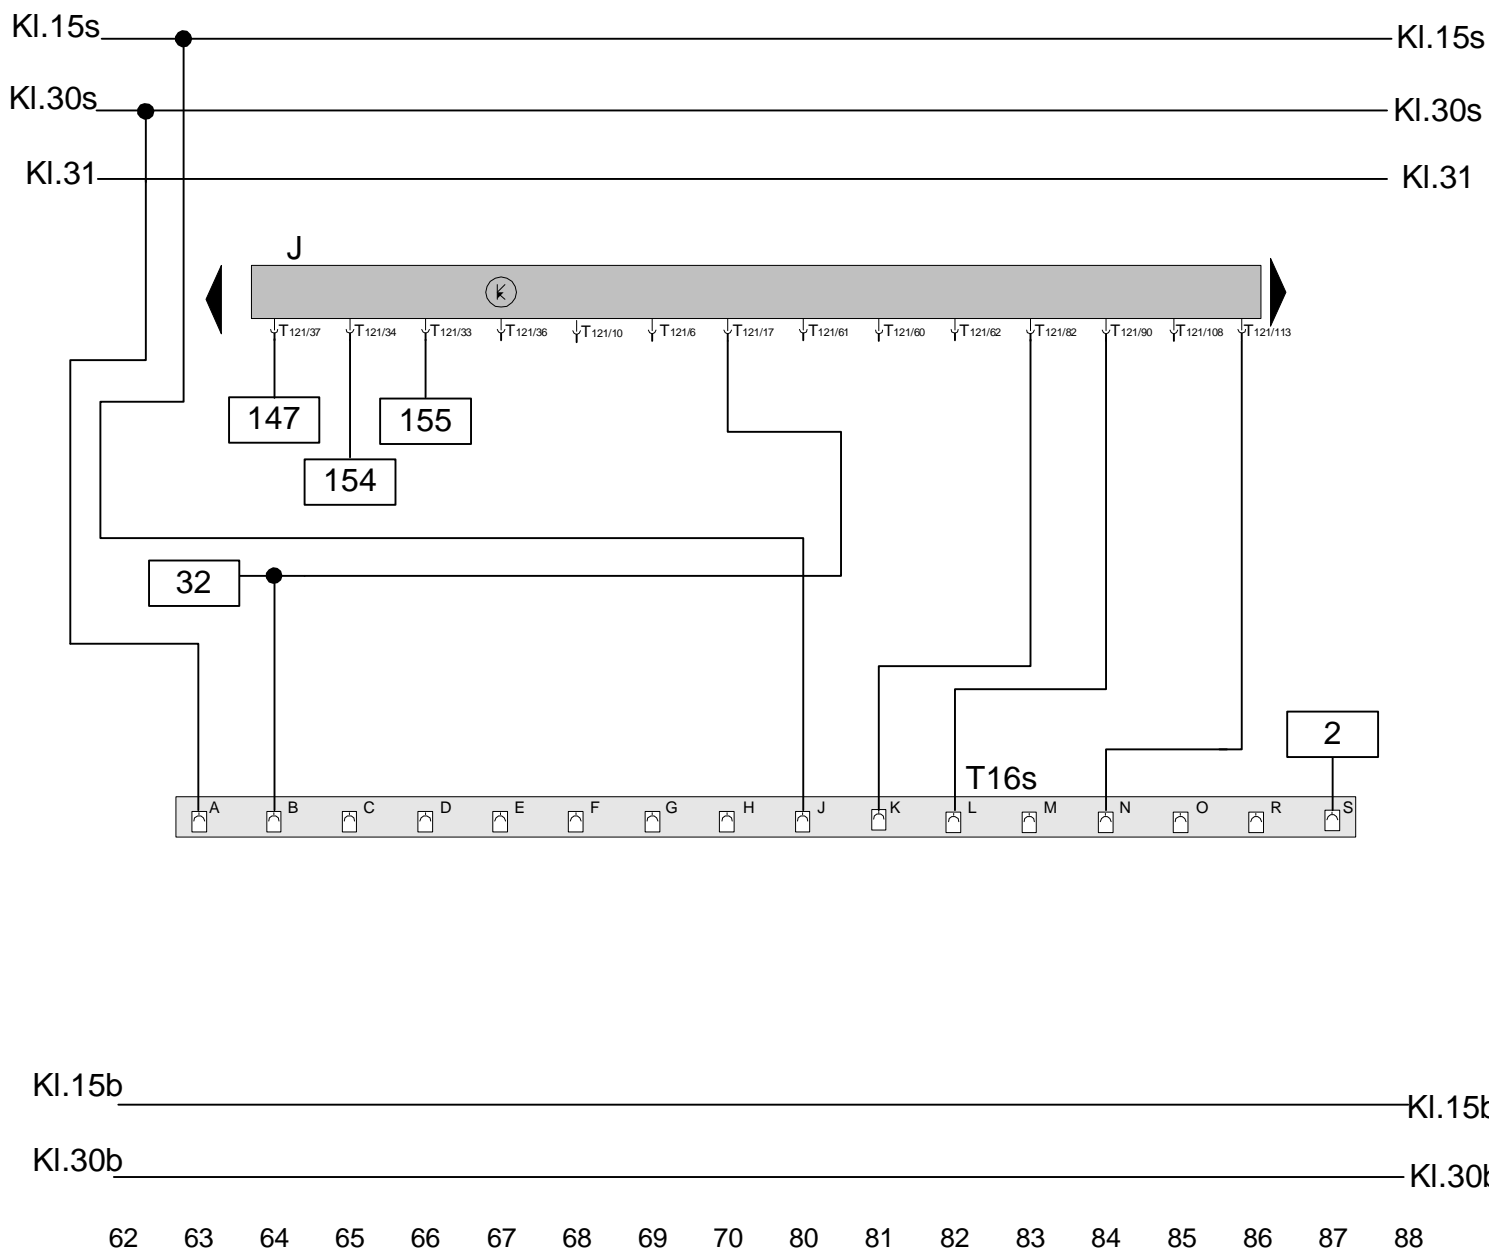 Kl.15s Kl.15s
Kl.30s Kl.30s
Kl.31 Kl.31
J
T121/37 T121/34 T121/33 T121/36 T121/10 T121/6 T121/17 T121/61 T121/60 T121/62 T121/82 T121/90 T121/108 T121/113
147 155
154
32
2
T16s
A B C D E F G H J K L M N O R S
Kl.15b Kl.15b
Kl.30b Kl.30b
62 63 64 65 66 67 68 69 70 80 81 82 83 84 85 86 87 88